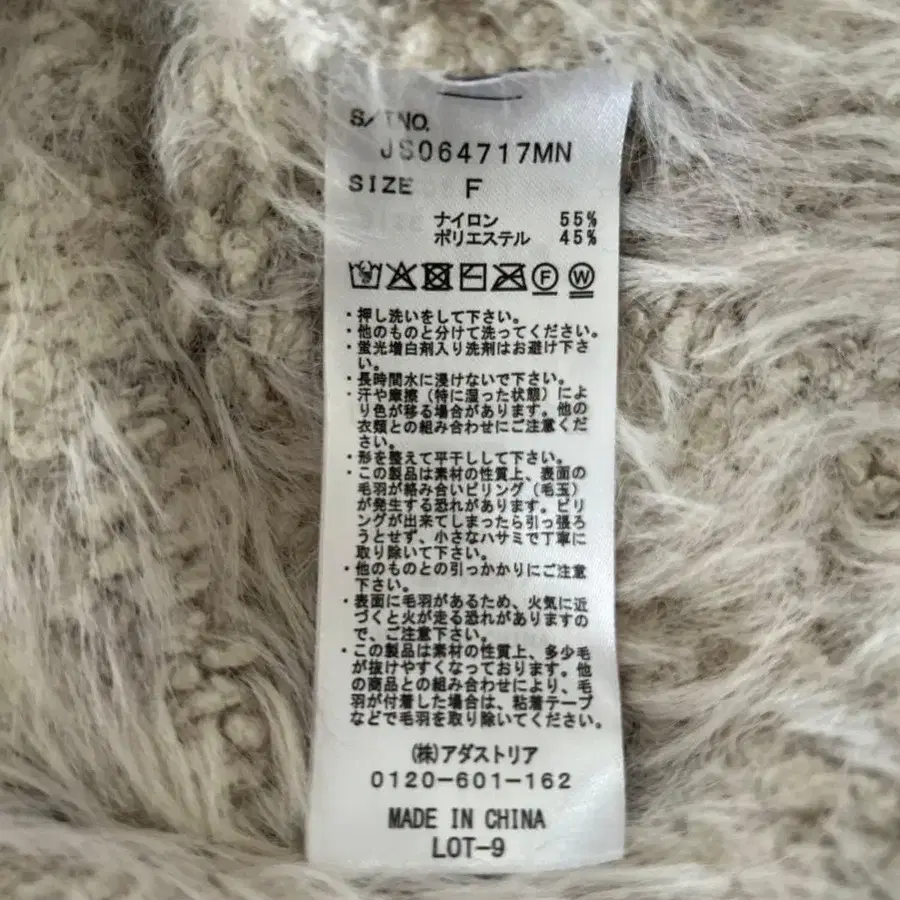 S/TNO.
JS064717MN
SIZE F
ナイロン 55%
ポリエステル 45%
F W
・押し洗いをして下さい。
・他のものと分けて洗ってください。
・蛍光増白剤入り洗剤はお避け下さ
い。
・長時間水に浸けないで下さい。
・汗や摩擦（特に湿った状態）によ
り色が移る場合があります。他の
衣類との組み合わせにご注意くだ
さい。
・形を整えて平干しして下さい。
・この製品は素材の性質上、表面の
毛羽が絡み合いピリング（毛玉）
が発生する恐れがあります。ピリ
ングが出来てしまったら引っ張ろ
うとせず、小さなハサミで丁寧に
取り除いて下さい。
・他のものとの引っかかりにご注意
下さい。
・表面に毛羽があるため、火気に近
づくと火が走る恐れがありますの
で、ご注意下さい。
・この製品は素材の性質上、多少毛
が抜けやすくなっております。他
の商品との組み合わせにより、毛
羽が付着した場合は、粘着テープ
などで毛羽を取り除いてください。
(株)アダストリア
0120-601-162
MADE IN CHINA
LOT-9